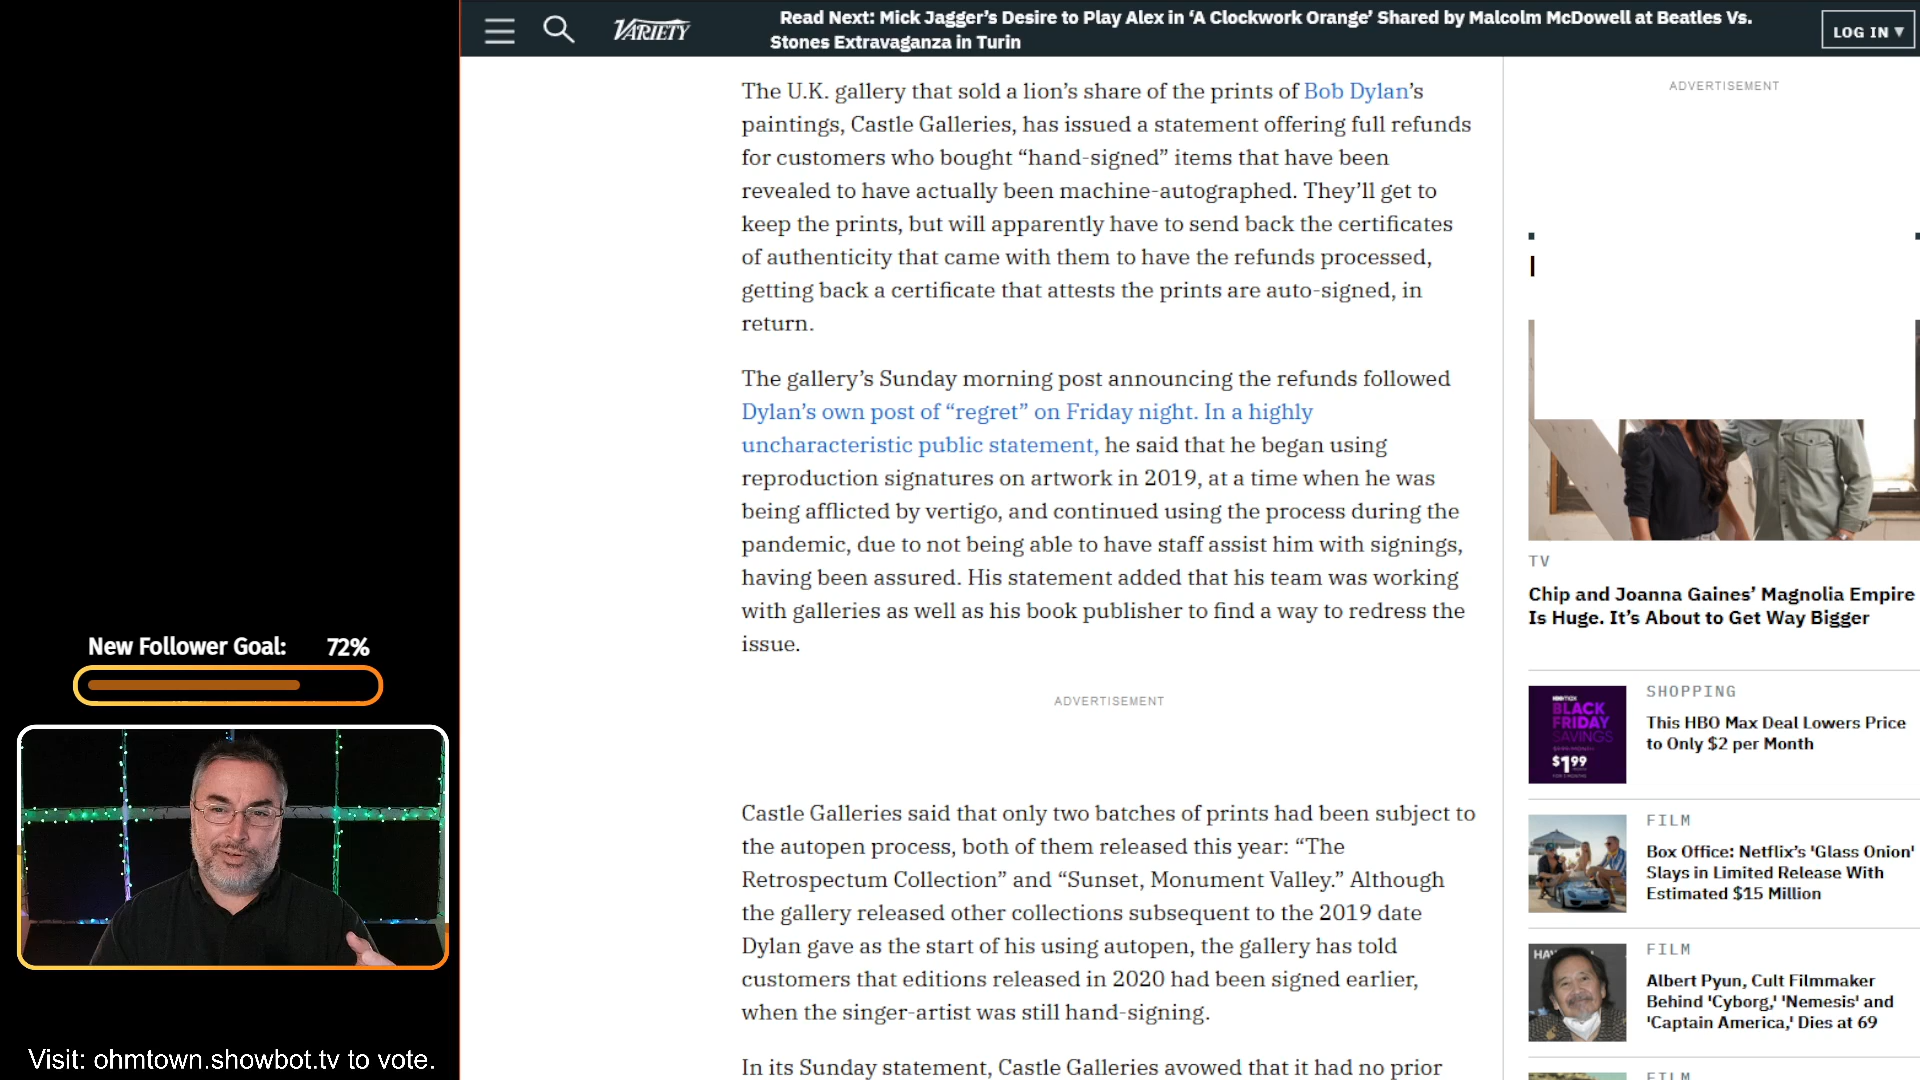 VARIETY
Read Next: Mick Jagger's Desire to Play Alex in ‘A Clockwork Orange’ Shared by Malcolm McDowell at Beatles Vs.
Stones Extravaganza in Turin
LOG IN ▾
The U.K. gallery that sold a lion’s share of the prints of Bob Dylan’s
paintings, Castle Galleries, has issued a statement offering full refunds
for customers who bought “hand-signed” items that have been
revealed to have actually been machine-autographed. They’ll get to
keep the prints, but will apparently have to send back the certificates
of authenticity that came with them to have the refunds processed,
getting back a certificate that attests the prints are auto-signed, in
return.
The gallery’s Sunday morning post announcing the refunds followed
Dylan’s own post of “regret” on Friday night. In a highly
uncharacteristic public statement, he said that he began using
reproduction signatures on artwork in 2019, at a time when he was
being afflicted by vertigo, and continued using the process during the
pandemic, due to not being able to have staff assist him with signings,
having been assured. His statement added that his team was working
with galleries as well as his book publisher to find a way to redress the
issue.
ADVERTISEMENT
Castle Galleries said that only two batches of prints had been subject to
the autopen process, both of them released this year: “The
Retrospectum Collection” and “Sunset, Monument Valley.” Although
the gallery released other collections subsequent to the 2019 date
Dylan gave as the start of his using autopen, the gallery has told
customers that editions released in 2020 had been signed earlier,
when the singer-artist was still hand-signing.
In its Sunday statement, Castle Galleries avowed that it had no prior
ADVERTISEMENT
TV
Chip and Joanna Gaines’ Magnolia Empire
Is Huge. It’s About to Get Way Bigger
HBOmax
BLACK
FRIDAY
SAVINGS
$1.99
SHOPPING
This HBO Max Deal Lowers Price
to Only $2 per Month
FILM
Box Office: Netflix’s 'Glass Onion'
Slays in Limited Release With
Estimated $15 Million
FILM
Albert Pyun, Cult Filmmaker
Behind 'Cyborg,' 'Nemesis' and
'Captain America,' Dies at 69
FILM
New Follower Goal: 72%
Visit: ohmtown.showbot.tv to vote.